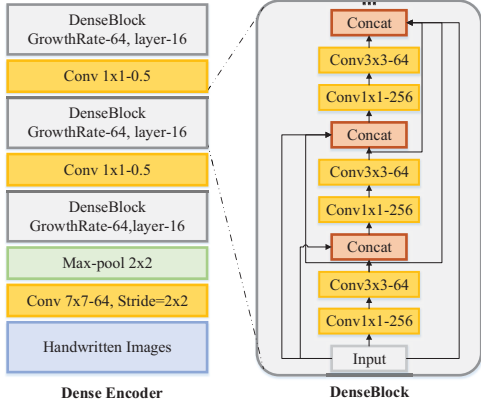 DenseBlock
GrowthRate-64, layer-16
Conv 1x1-0.5
DenseBlock
GrowthRate-64, layer-16
Conv 1x1-0.5
DenseBlock
GrowthRate-64,layer-16
Max-pool 2x2
Conv 7x7-64, Stride=2x2
Handwritten Images
Dense Encoder
...
Concat
Conv3x3-64
Conv1x1-256
Concat
Conv3x3-64
Conv1x1-256
Concat
Conv3x3-64
Conv1x1-256
Input
DenseBlock